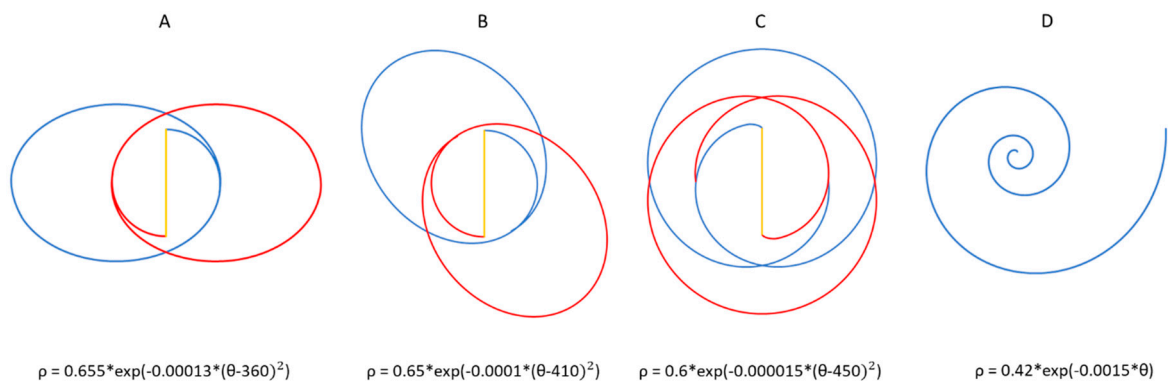 A
B
C
D
ρ = 0.655*exp(-0.00013*(θ-360)²)
ρ = 0.65*exp(-0.0001*(θ-410)²)
ρ = 0.6*exp(-0.000015*(θ-450)²)
ρ = 0.42*exp(-0.0015*θ)